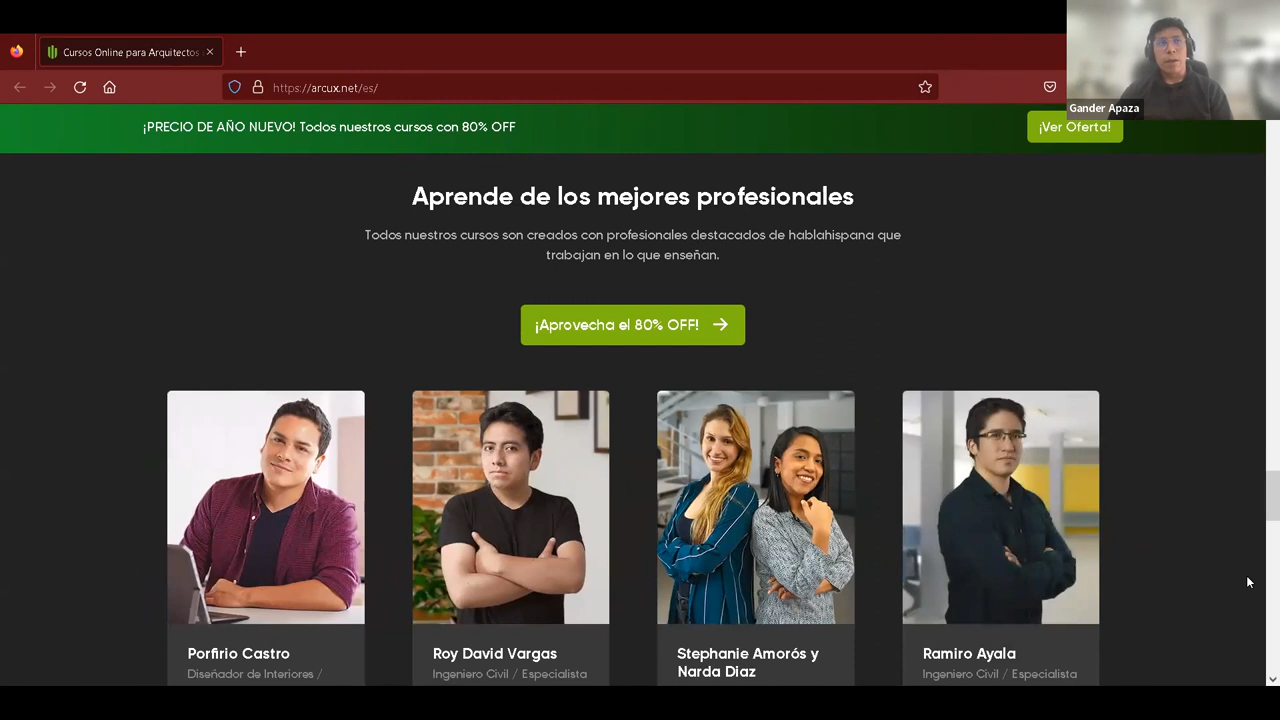 Cursos Online para Arquitectos
https://arcux.net/es/
Gander Apaza
¡PRECIO DE AÑO NUEVO! Todos nuestros cursos con 80% OFF
¡Ver Oferta!
Aprende de los mejores profesionales
Todos nuestros cursos son creados con profesionales destacados de hablahispana que
trabajan en lo que enseñan.
¡Aprovecha el 80% OFF!
Porfirio Castro
Diseñador de Interiores /
Roy David Vargas
Ingeniero Civil / Especialista
Stephanie Amorós y
Narda Diaz
Ramiro Ayala
Ingeniero Civil / Especialista